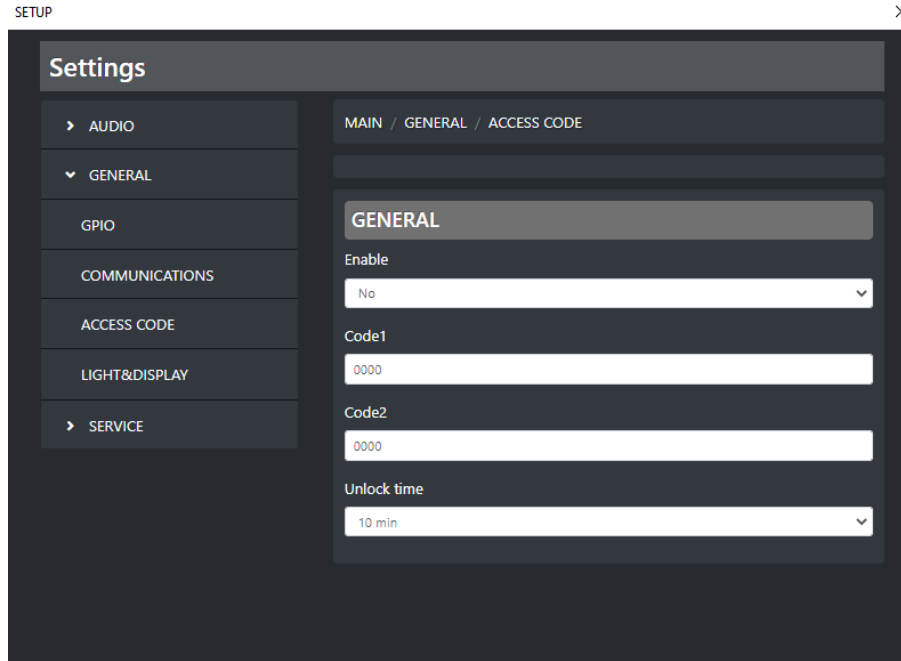 SETUP
Settings
AUDIO
GENERAL
GPIO
COMMUNICATIONS
ACCESS CODE
LIGHT&DISPLAY
SERVICE
MAIN / GENERAL / ACCESS CODE
GENERAL
Enable
No
Code1
0000
Code2
0000
Unlock time
10 min